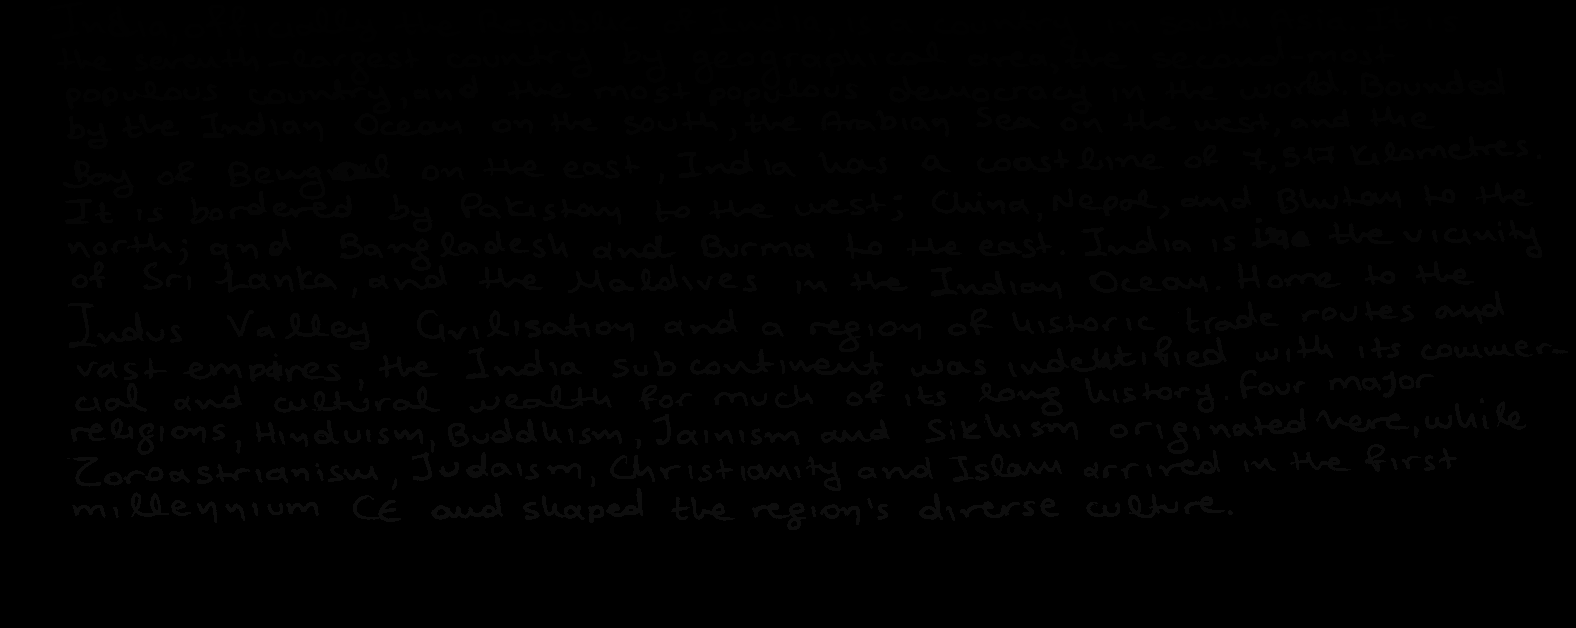 the seventh-largest country by geographical area, the second-most
populous country, and the most populous democracy in the world. Bounded
by the Indian Ocean on the south, the Arabian Sea on the west, and the
Bay of Bengal on the east, India has a coastline of 7,517 kilometres.
It is bordered by Pakistan to the west; China, Nepal, and Bhutan to the
north; and Bangladesh and Burma to the east. India is the vicinity
of Sri Lanka, and the Maldives in the Indian Ocean. Home to the
Indus Valley Civilisation and a region of historic trade routes and
vast empires, the India subcontinent was indentified with its commer-
cial and cultural wealth for much of its long history. Four major
religions, Hinduism, Buddhism, Jainism and Sikhism originated here, while
Zoroastrianism, Judaism, Christianity and Islam arrired in the first
millennium CE and shaped the region's diverse culture.